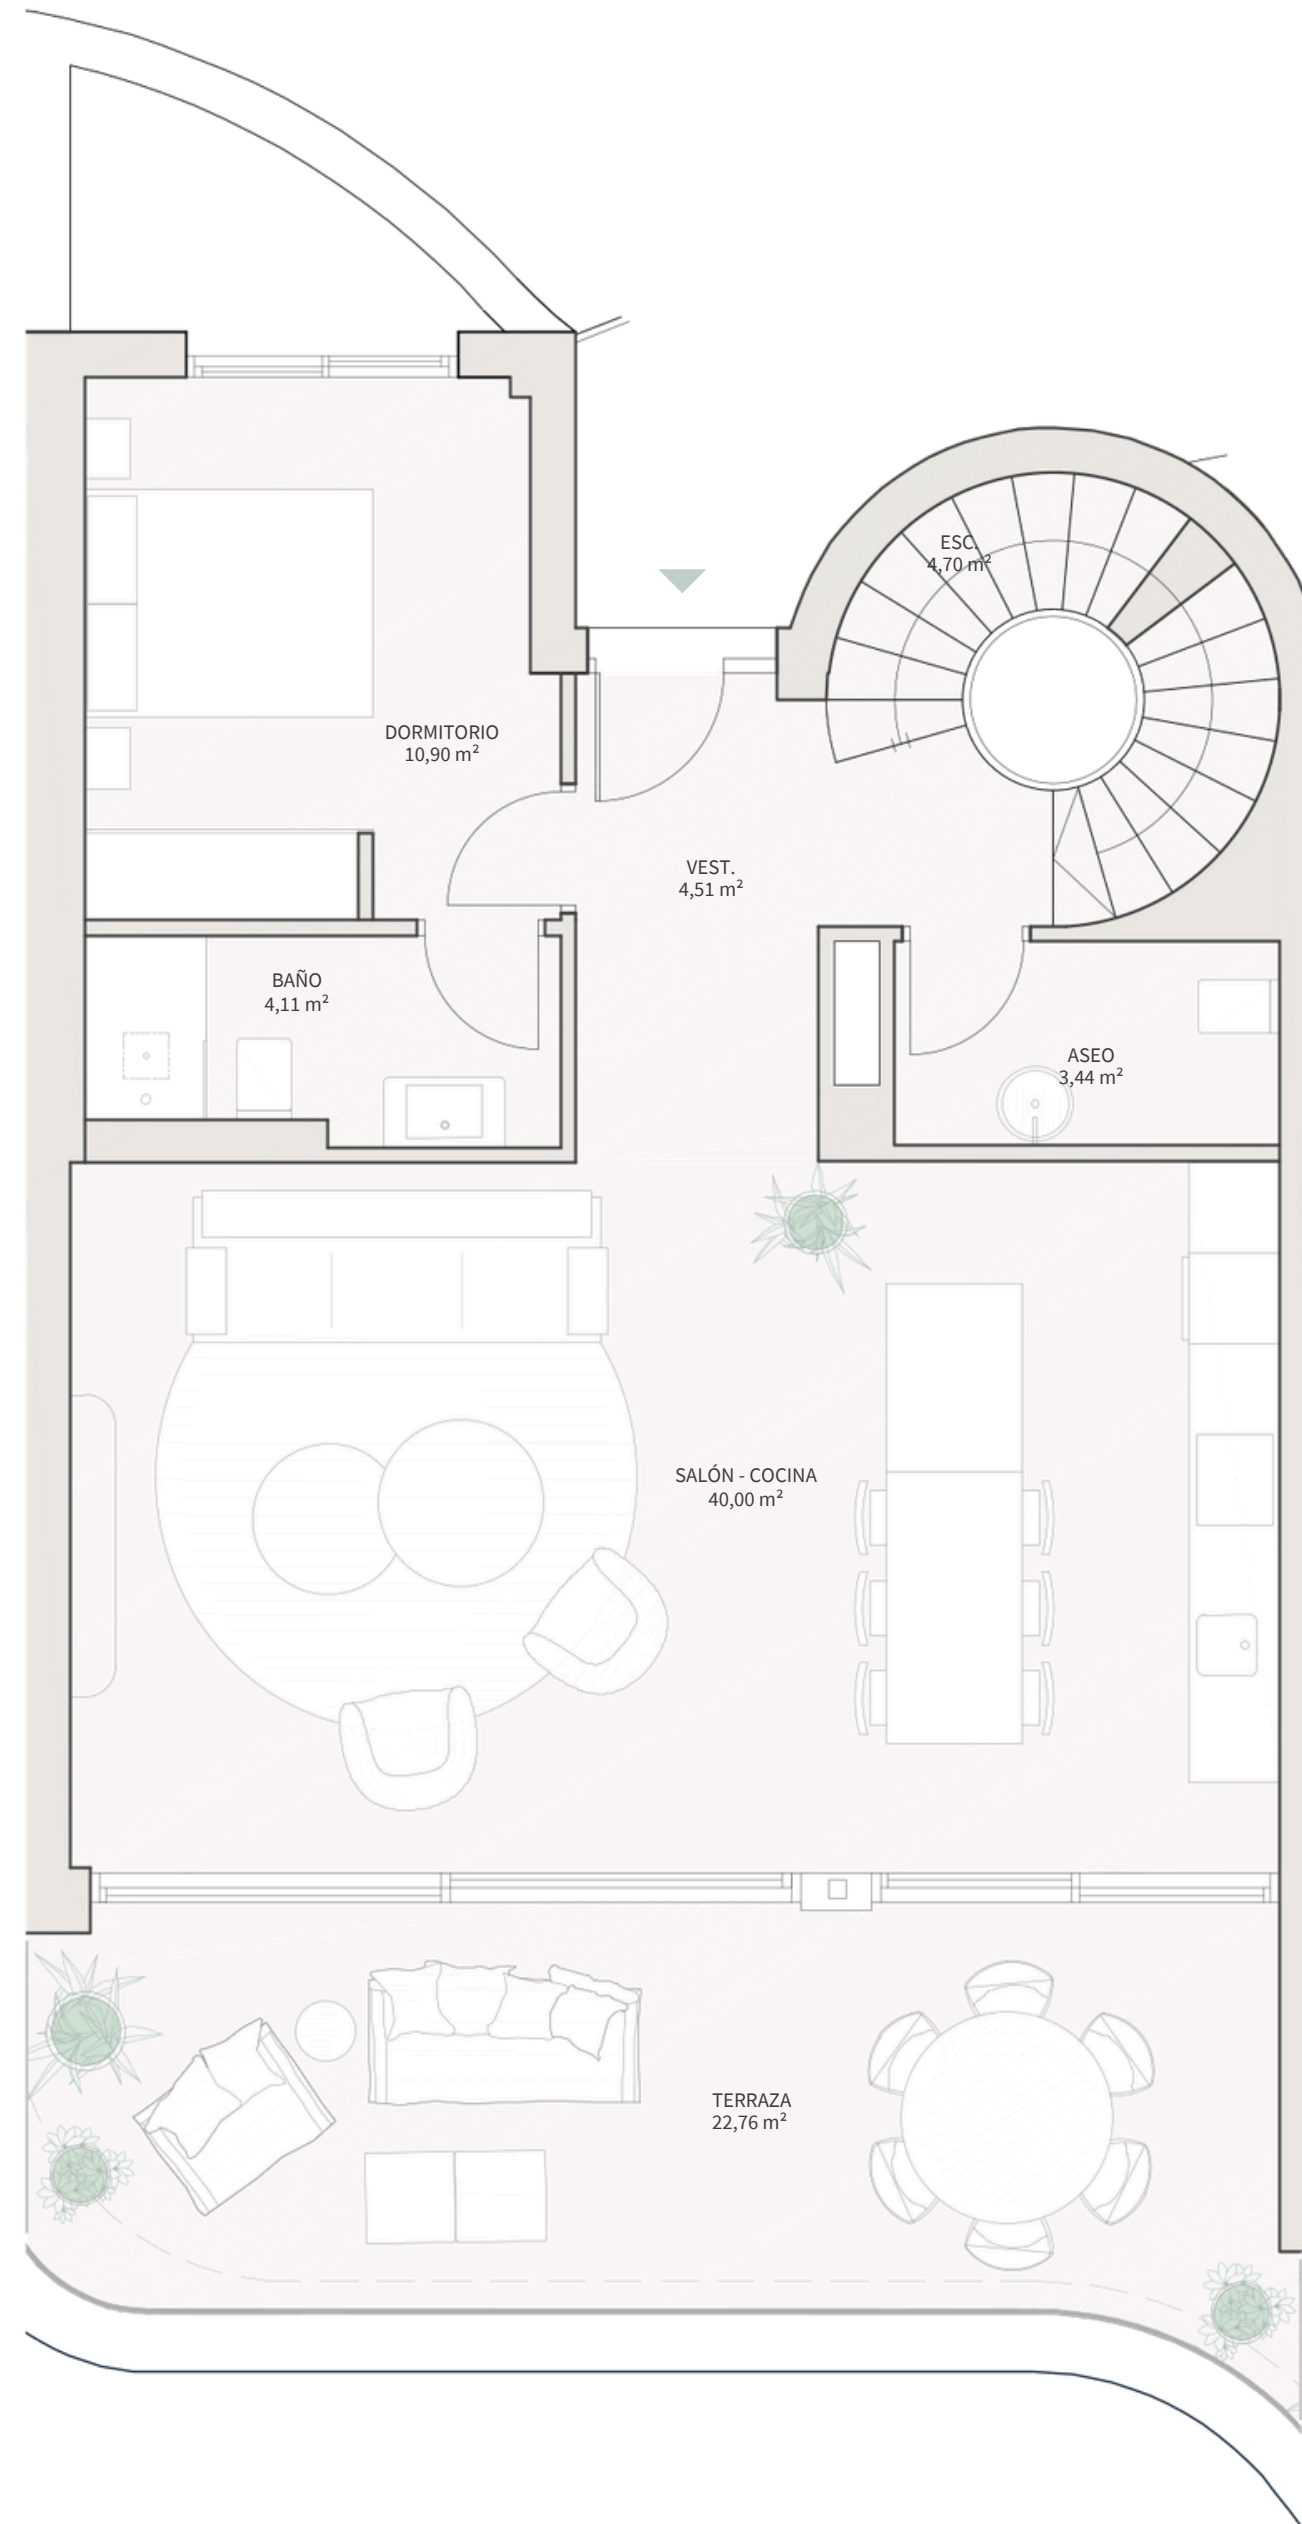 ESC.
4,70 m²
DORMITORIO
10,90 m²
VEST.
4,51 m²
BAÑO
4,11 m²
ASEO
3,44 m²
SALÓN - COCINA
40,00 m²
TERRAZA
22,76 m²